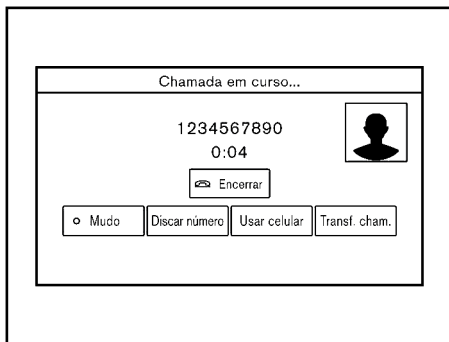 Chamada em curso...
1234567890
0:04
Encerrar
Mudo Discar número Usar celular Transf. cham.